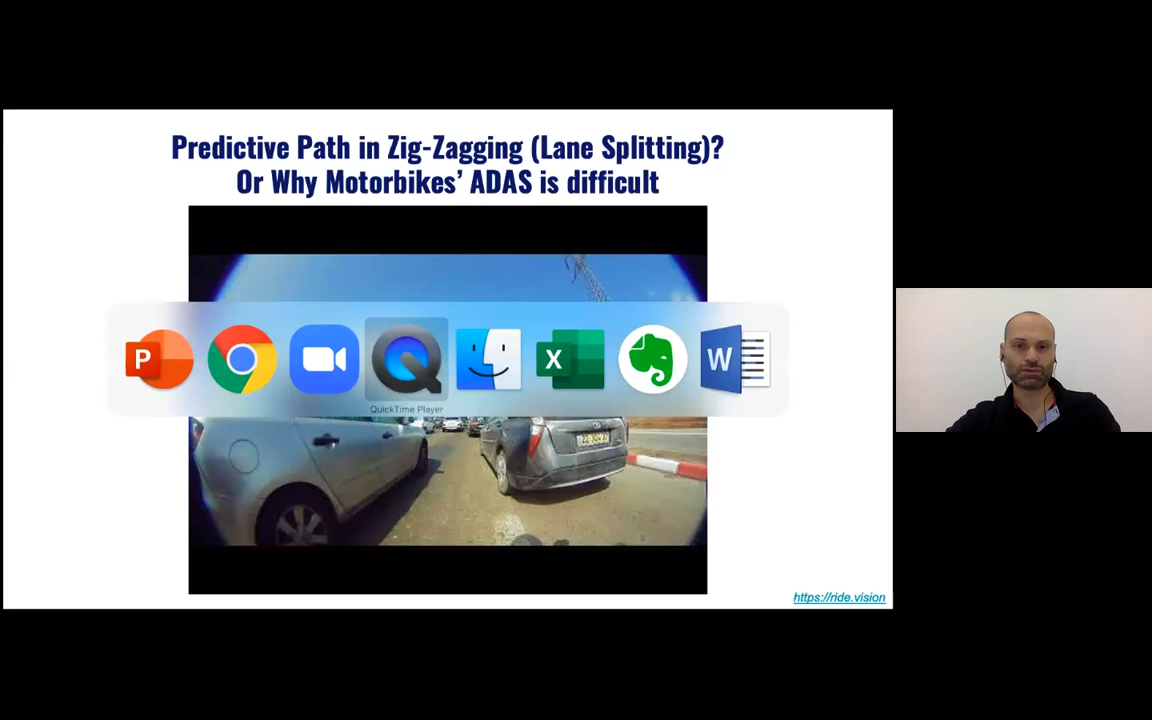 Predictive Path in Zig-Zagging (Lane Splitting)?
Or Why Motorbikes’ ADAS is difficult
P
X
W
QuickTime Player
https://ride.vision